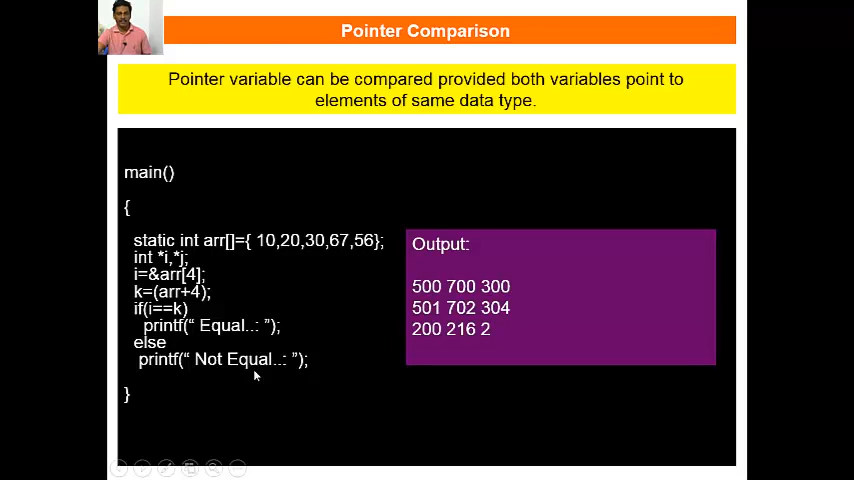 Pointer Comparison
Pointer variable can be compared provided both variables point to
elements of same data type.
main()
{
static int arr[]={ 10,20,30,67,56};
int *i,*j;
i=&arr[4];
k=(arr+4);
if(i==k)
printf(“ Equal..: ”);
else
printf(“ Not Equal..: ”);
}
Output:
500 700 300
501 702 304
200 216 2